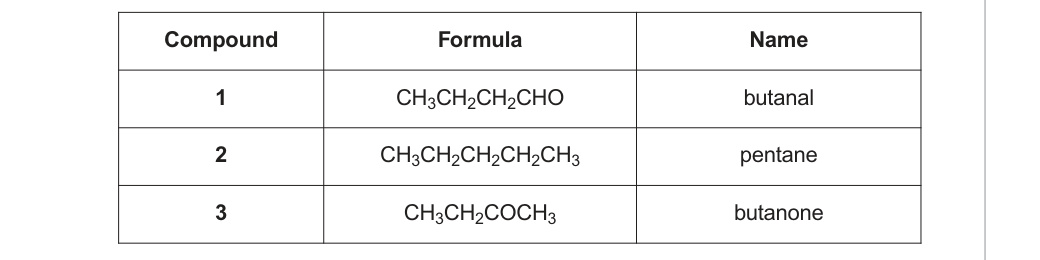 Compound Formula Name
1 CH₃CH₂CH₂CHO butanal
2 CH₃CH₂CH₂CH₂CH₃ pentane
3 CH₃CH₂COCH₃ butanone